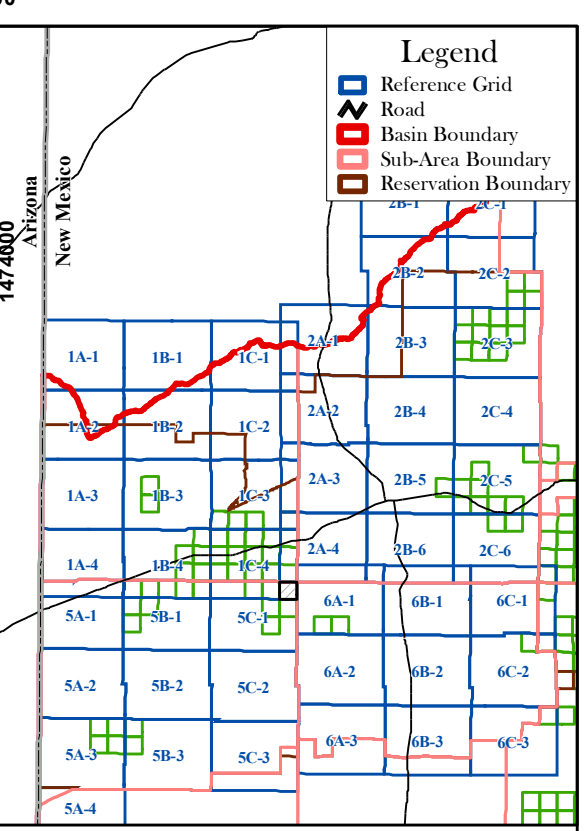 Legend
Reference Grid
Road
Basin Boundary
Sub-Area Boundary
Reservation Boundary
Arizona
New Mexico
1474000
2B-1 2C-1
2B-2 2C-2
2A-1 2B-3 2C-3
1A-1 1B-1 1C-1
2A-2 2B-4 2C-4
1A-2 1B-2 1C-2
2A-3 2B-5 2C-5
1A-3 1B-3 1C-3
2A-4 2B-6 2C-6
1A-4 1B-4 1C-4
6A-1 6B-1 6C-1
5A-1 5B-1 5C-1
6A-2 6B-2 6C-2
5A-2 5B-2 5C-2
6A-3 6B-3 6C-3
5A-3 5B-3 5C-3
5A-4